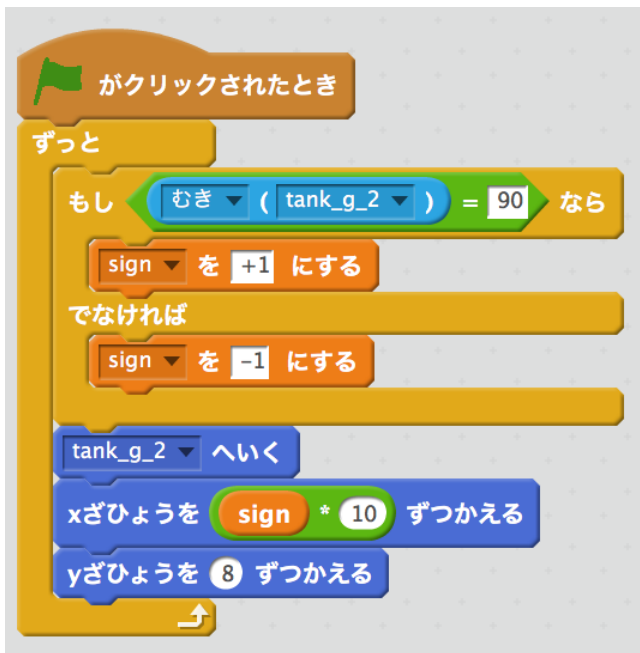 がクリックされたとき
ずっと
もし むき ▼ ( tank_g_2 ▼ ) = 90 なら
sign ▼ を +1 にする
でなければ
sign ▼ を -1 にする
tank_g_2 ▼ へいく
xざひょうを sign * 10 ずつかえる
yざひょうを 8 ずつかえる